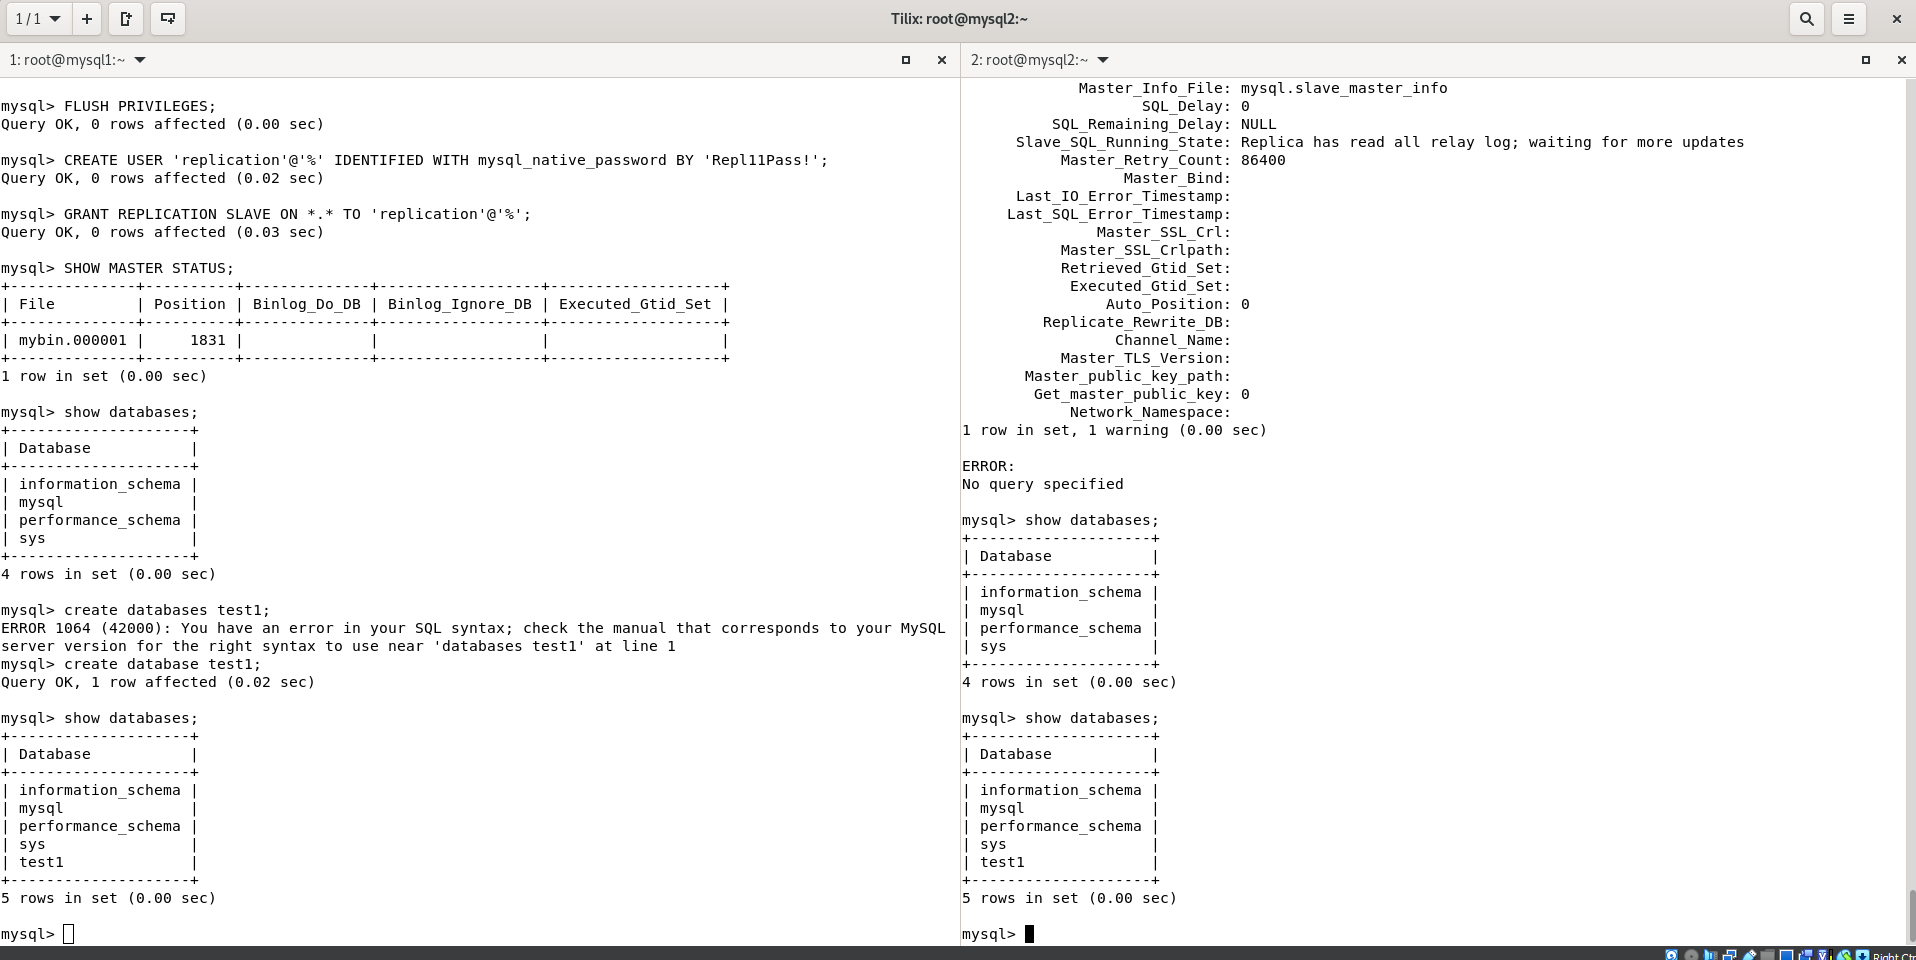 1 / 1
Tilix: root@mysql2:~
1: root@mysql1:~
mysql> FLUSH PRIVILEGES;
Query OK, 0 rows affected (0.00 sec)
mysql> CREATE USER 'replication'@'%' IDENTIFIED WITH mysql_native_password BY 'Repl11Pass!';
Query OK, 0 rows affected (0.02 sec)
mysql> GRANT REPLICATION SLAVE ON *.* TO 'replication'@'%';
Query OK, 0 rows affected (0.03 sec)
mysql> SHOW MASTER STATUS;
+--------------+----------+--------------+------------------+-------------------+
| File         | Position | Binlog_Do_DB | Binlog_Ignore_DB | Executed_Gtid_Set |
+--------------+----------+--------------+------------------+-------------------+
| mybin.000001 |     1831 |              |                  |                   |
+--------------+----------+--------------+------------------+-------------------+
1 row in set (0.00 sec)
mysql> show databases;
+--------------------+
| Database           |
+--------------------+
| information_schema |
| mysql              |
| performance_schema |
| sys                |
+--------------------+
4 rows in set (0.00 sec)
mysql> create databases test1;
ERROR 1064 (42000): You have an error in your SQL syntax; check the manual that corresponds to your MySQL
server version for the right syntax to use near 'databases test1' at line 1
mysql> create database test1;
Query OK, 1 row affected (0.02 sec)
mysql> show databases;
+--------------------+
| Database           |
+--------------------+
| information_schema |
| mysql              |
| performance_schema |
| sys                |
| test1              |
+--------------------+
5 rows in set (0.00 sec)
mysql>
2: root@mysql2:~
Master_Info_File: mysql.slave_master_info
SQL_Delay: 0
SQL_Remaining_Delay: NULL
Slave_SQL_Running_State: Replica has read all relay log; waiting for more updates
Master_Retry_Count: 86400
Master_Bind:
Last_IO_Error_Timestamp:
Last_SQL_Error_Timestamp:
Master_SSL_Crl:
Master_SSL_Crlpath:
Retrieved_Gtid_Set:
Executed_Gtid_Set:
Auto_Position: 0
Replicate_Rewrite_DB:
Channel_Name:
Master_TLS_Version:
Master_public_key_path:
Get_master_public_key: 0
Network_Namespace:
1 row in set, 1 warning (0.00 sec)
ERROR:
No query specified
mysql> show databases;
+--------------------+
| Database           |
+--------------------+
| information_schema |
| mysql              |
| performance_schema |
| sys                |
+--------------------+
4 rows in set (0.00 sec)
mysql> show databases;
+--------------------+
| Database           |
+--------------------+
| information_schema |
| mysql              |
| performance_schema |
| sys                |
| test1              |
+--------------------+
5 rows in set (0.00 sec)
mysql>
Right